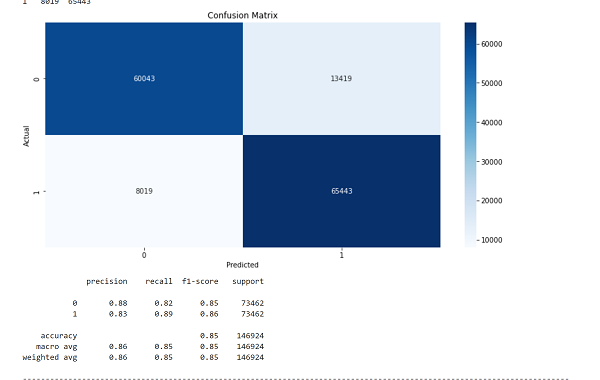 1 8019 65443
Confusion Matrix
60000
0 60043 13419
50000
40000
Actual
30000
20000
1 8019 65443
10000
0 1
Predicted
precision recall f1-score support
0 0.88 0.82 0.85 73462
1 0.83 0.89 0.86 73462
accuracy 0.85 146924
macro avg 0.86 0.85 0.85 146924
weighted avg 0.86 0.85 0.85 146924
--------------------------------------------------------------------------------------------------------------------------